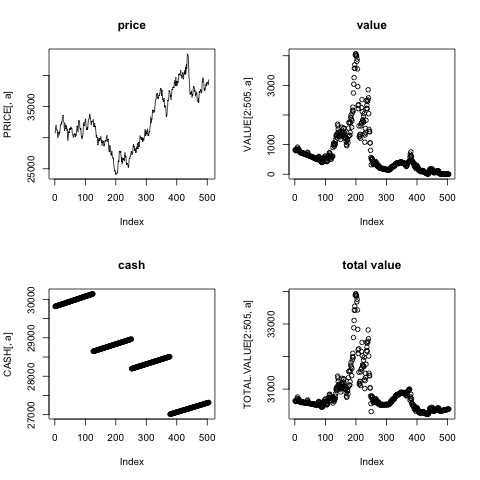 price
PRICE[, a]
35000
25000
0 100 200 300 400 500
Index
value
VALUE[2:505, a]
3000
1000
0
0 100 200 300 400 500
Index
cash
CASH[, a]
30000
29000
28000
27000
0 100 200 300 400 500
Index
total value
TOTAL.VALUE[2:505, a]
33000
31000
0 100 200 300 400 500
Index